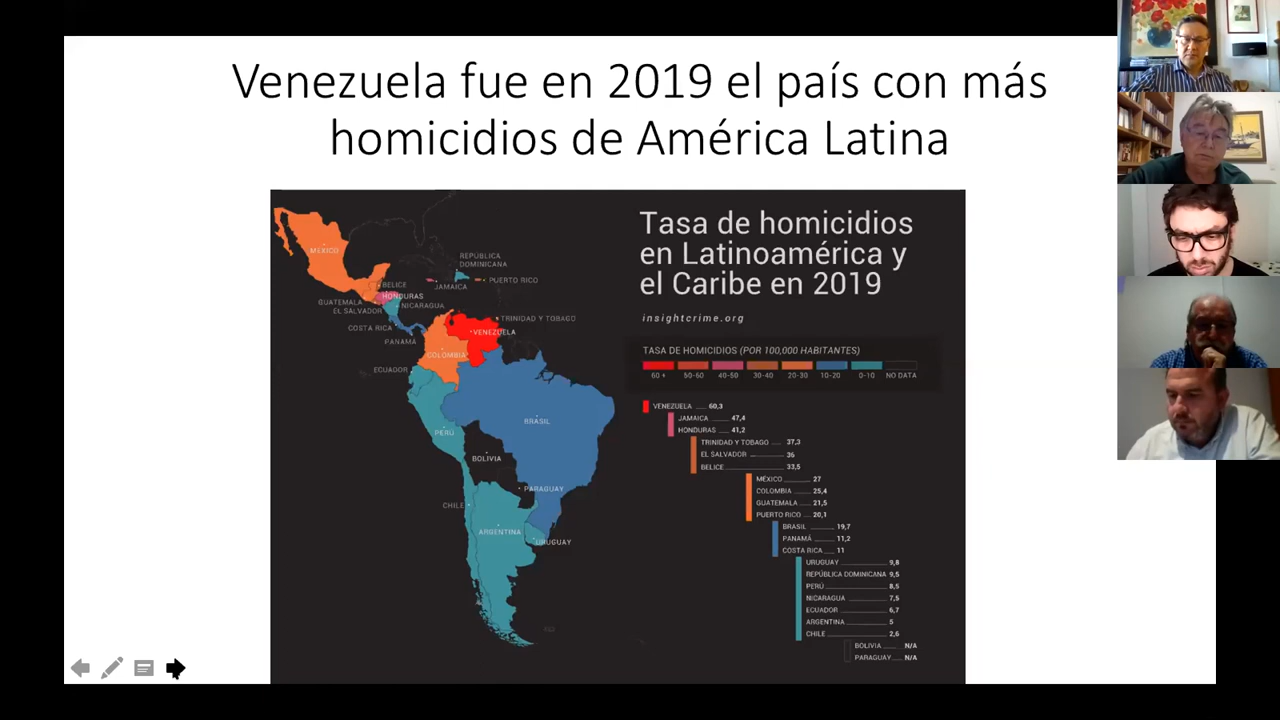 Venezuela fue en 2019 el país con más
homicidios de América Latina
Tasa de homicidios
en Latinoamérica y
el Caribe en 2019
insightcrime.org
TASA DE HOMICIDIOS (POR 100,000 HABITANTES)
60 + 50-60 40-50 30-40 20-30 10-20 0-10 NO DATA
MÉXICO
REPÚBLICA
DOMINICANA
PUERTO RICO
JAMAICA
BELICE
HONDURAS
GUATEMALA
NICARAGUA
EL SALVADOR
COSTA RICA
PANAMÁ
TRINIDAD Y TOBAGO
VENEZUELA
COLOMBIA
ECUADOR
BRASIL
PERÚ
BOLIVIA
PARAGUAY
CHILE
ARGENTINA
URUGUAY
VENEZUELA 60,3
JAMAICA 47,4
HONDURAS 41,2
TRINIDAD Y TOBAGO 37,3
EL SALVADOR 36
BELICE 33,5
MÉXICO 27
COLOMBIA 25,4
GUATEMALA 21,5
PUERTO RICO 20,1
BRASIL 19,7
PANAMÁ 11,2
COSTA RICA 11
URUGUAY 9,8
REPÚBLICA DOMINICANA 9,5
PERÚ 8,5
NICARAGUA 7,5
ECUADOR 6,7
ARGENTINA 5
CHILE 2,6
BOLIVIA N/A
PARAGUAY N/A